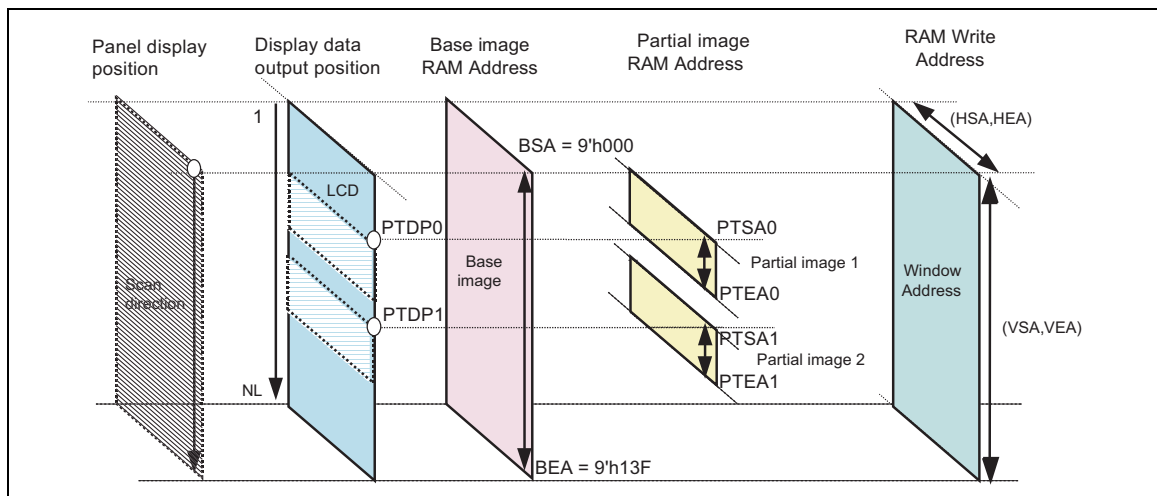 Panel display
position
Display data
output position
Base image
RAM Address
Partial image
RAM Address
RAM Write
Address
1
(HSA,HEA)
BSA = 9'h000
LCD
PTDP0
PTSA0
Partial image 1
Base
image
Window
Address
Scan
direction
PTEA0
PTDP1
PTSA1
(VSA,VEA)
Partial image 2
PTEA1
NL
BEA = 9'h13F